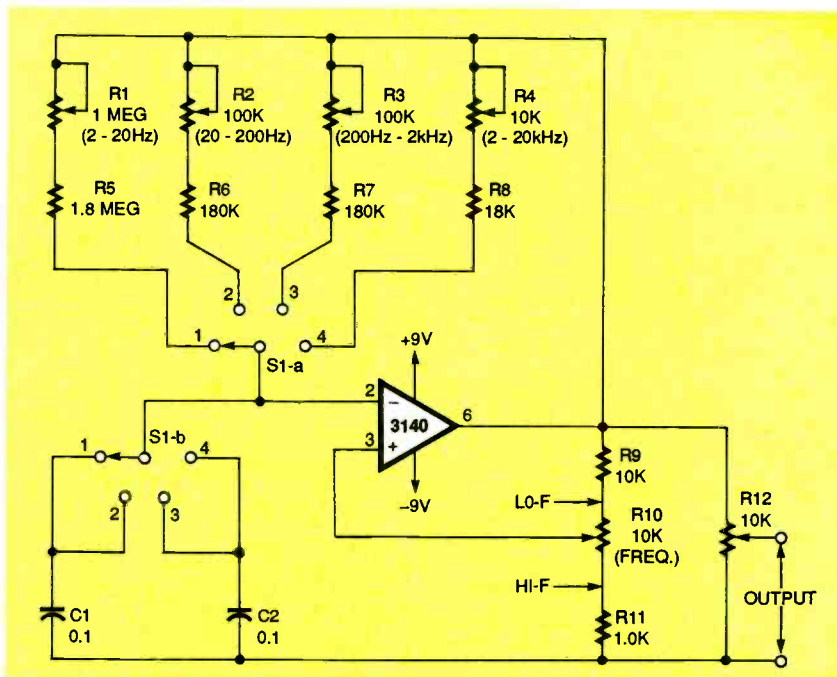 R1
1 MEG
(2 - 20Hz)
R2
100K
(20 - 200Hz)
R3
100K
(200Hz - 2kHz)
R4
10K
(2 - 20kHz)
R5
1.8 MEG
R6
180K
R7
180K
R8
18K
2
3
1
4
S1-a
+9V
2
−
3140
6
3
+
−9V
1
S1-b
4
2
3
R9
10K
LO-F
R10
10K
(FREQ.)
HI-F
R11
1.0K
R12
10K
OUTPUT
C1
0.1
C2
0.1